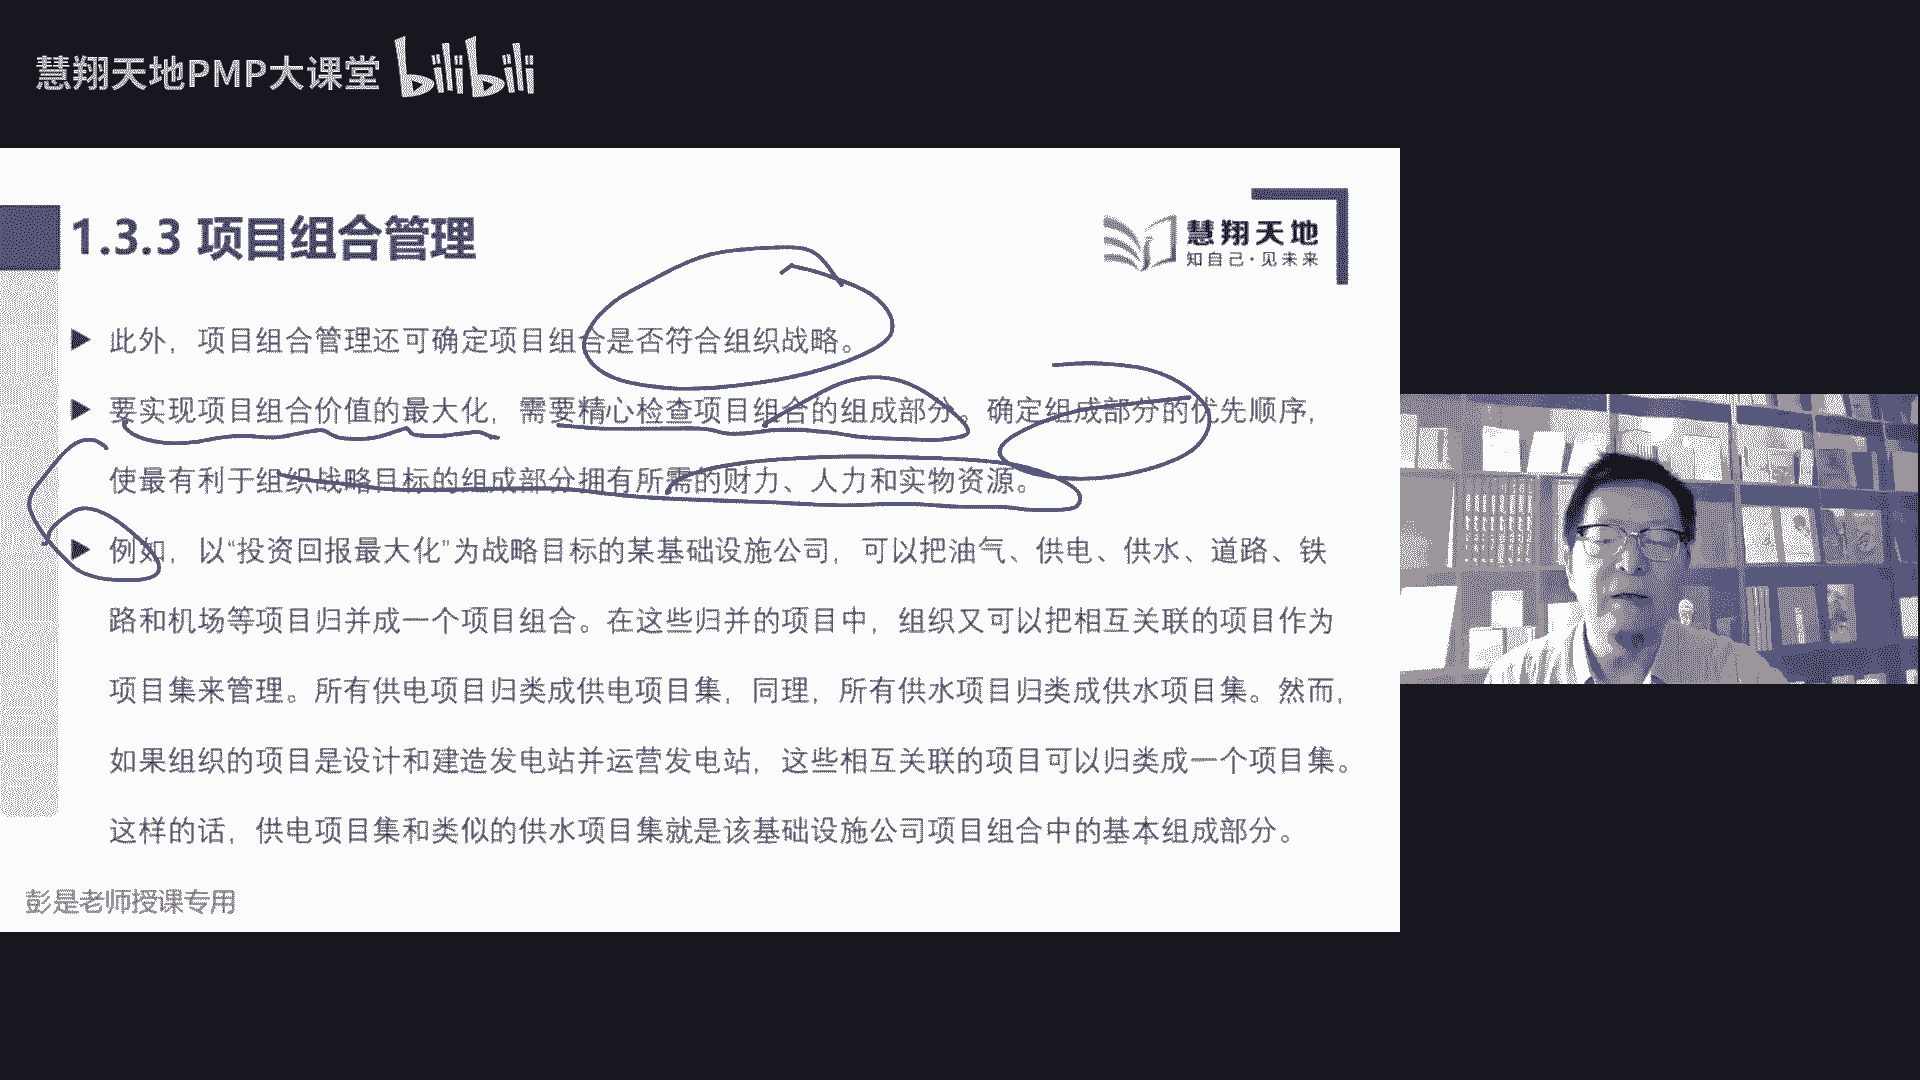 慧翔天地PMP大课堂 bilibili
1.3.3 项目组合管理
慧翔天地
知自己·见未来
此外，项目组合管理还可确定项目组合是否符合组织战略。
要实现项目组合价值的最大化，需要精心检查项目组合的组成部分。确定组成部分的优先顺序，
使最有利于组织战略目标的组成部分拥有所需的财力、人力和实物资源。
例如，以“投资回报最大化”为战略目标的某基础设施公司，可以把油气、供电、供水、道路、铁
路和机场等项目归并成一个项目组合。在这些归并的项目中，组织又可以把相互关联的项目作为
项目集来管理。所有供电项目归类成供电项目集，同理，所有供水项目归类成供水项目集。然而，
如果组织的项目是设计和建造发电站并运营发电站，这些相互关联的项目可以归类成一个项目集。
这样的话，供电项目集和类似的供水项目集就是该基础设施公司项目组合中的基本组成部分。
彭是老师授课专用